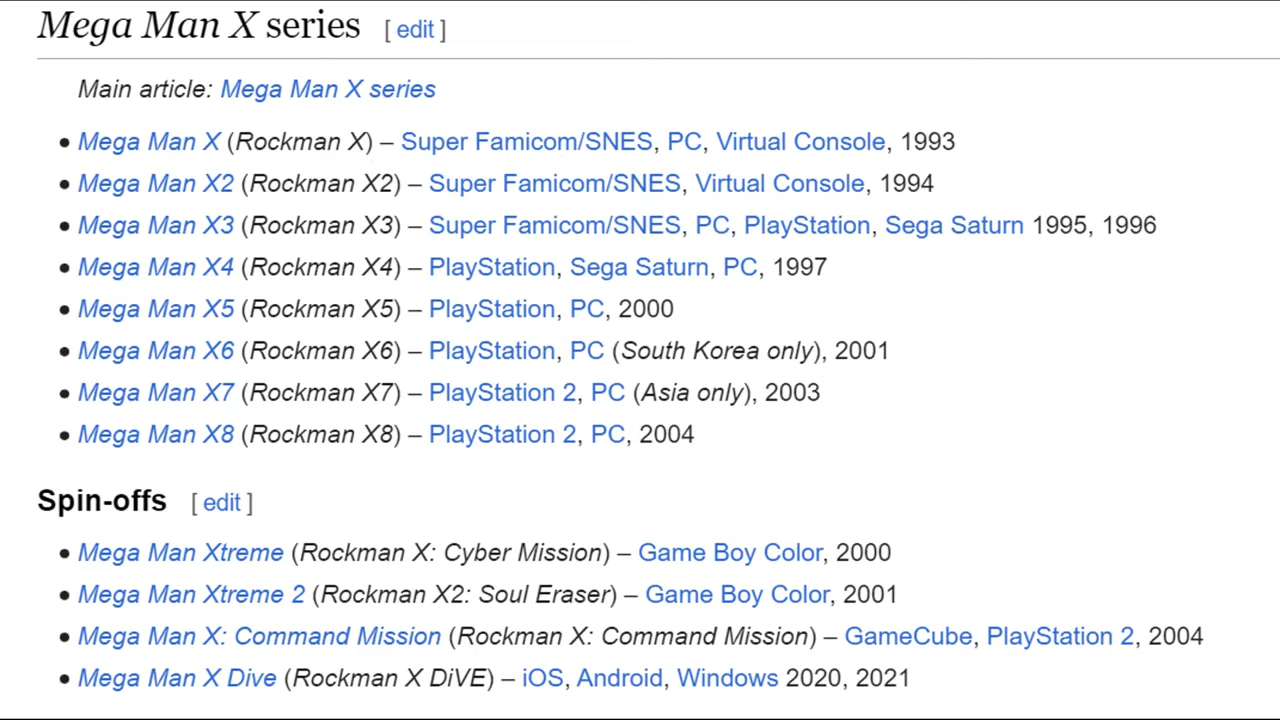 Mega Man X series [ edit ]
Main article: Mega Man X series
• Mega Man X (Rockman X) – Super Famicom/SNES, PC, Virtual Console, 1993
• Mega Man X2 (Rockman X2) – Super Famicom/SNES, Virtual Console, 1994
• Mega Man X3 (Rockman X3) – Super Famicom/SNES, PC, PlayStation, Sega Saturn 1995, 1996
• Mega Man X4 (Rockman X4) – PlayStation, Sega Saturn, PC, 1997
• Mega Man X5 (Rockman X5) – PlayStation, PC, 2000
• Mega Man X6 (Rockman X6) – PlayStation, PC (South Korea only), 2001
• Mega Man X7 (Rockman X7) – PlayStation 2, PC (Asia only), 2003
• Mega Man X8 (Rockman X8) – PlayStation 2, PC, 2004
Spin-offs [ edit ]
• Mega Man Xtreme (Rockman X: Cyber Mission) – Game Boy Color, 2000
• Mega Man Xtreme 2 (Rockman X2: Soul Eraser) – Game Boy Color, 2001
• Mega Man X: Command Mission (Rockman X: Command Mission) – GameCube, PlayStation 2, 2004
• Mega Man X Dive (Rockman X DiVE) – iOS, Android, Windows 2020, 2021